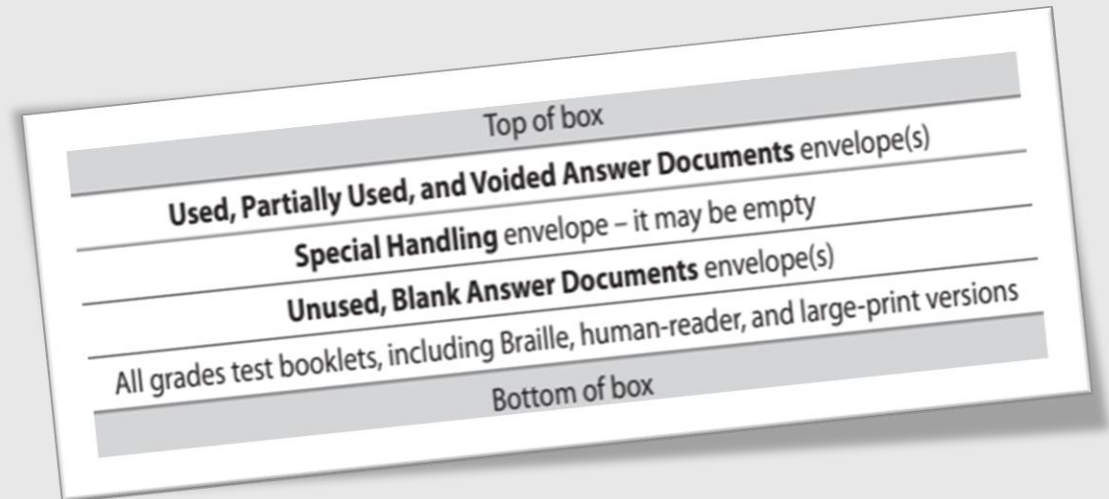 Top of box
Used, Partially Used, and Voided Answer Documents envelope(s)
Special Handling envelope – it may be empty
Unused, Blank Answer Documents envelope(s)
All grades test booklets, including Braille, human-reader, and large-print versions
Bottom of box